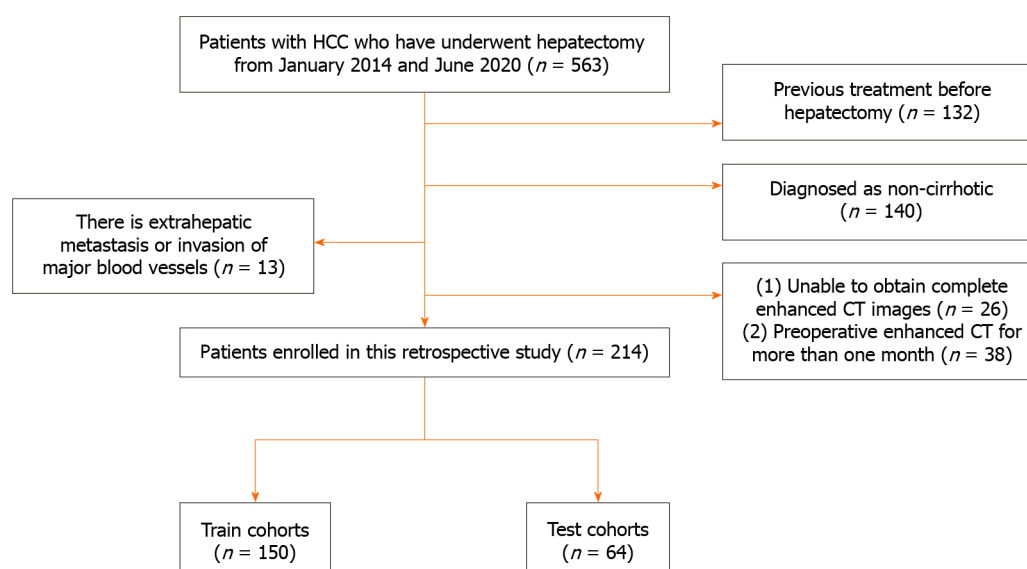 Patients with HCC who have underwent hepatectomy
from January 2014 and June 2020 (n = 563)
Previous treatment before
hepatectomy (n = 132)
Diagnosed as non-cirrhotic
(n = 140)
There is extrahepatic
metastasis or invasion of
major blood vessels (n = 13)
(1) Unable to obtain complete
enhanced CT images (n = 26)
(2) Preoperative enhanced CT for
more than one month (n = 38)
Patients enrolled in this retrospective study (n = 214)
Train cohorts
(n = 150)
Test cohorts
(n = 64)